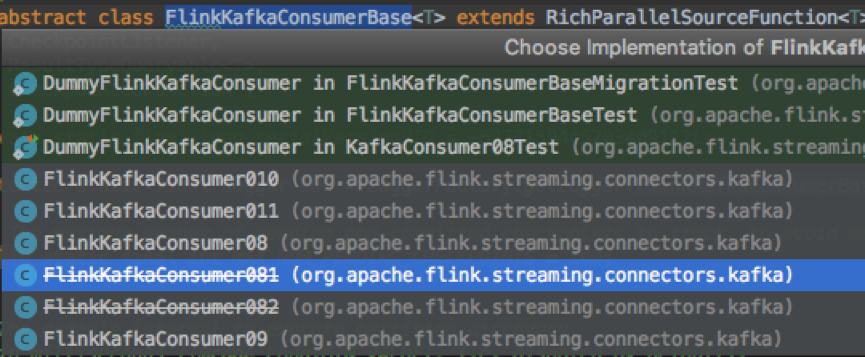 abstract class FlinkKafkaConsumerBase<T> extends RichParallelSourceFunction<T>
Choose Implementation of FlinkKafk
DummyFlinkKafkaConsumer in FlinkKafkaConsumerBaseMigrationTest (org.apache
DummyFlinkKafkaConsumer in FlinkKafkaConsumerBaseTest (org.apache.flink.st
DummyFlinkKafkaConsumer in KafkaConsumer08Test (org.apache.flink.streaming
FlinkKafkaConsumer010 (org.apache.flink.streaming.connectors.kafka)
FlinkKafkaConsumer011 (org.apache.flink.streaming.connectors.kafka)
FlinkKafkaConsumer08 (org.apache.flink.streaming.connectors.kafka)
FlinkKafkaConsumer081 (org.apache.flink.streaming.connectors.kafka)
FlinkKafkaConsumer082 (org.apache.flink.streaming.connectors.kafka)
FlinkKafkaConsumer09 (org.apache.flink.streaming.connectors.kafka)